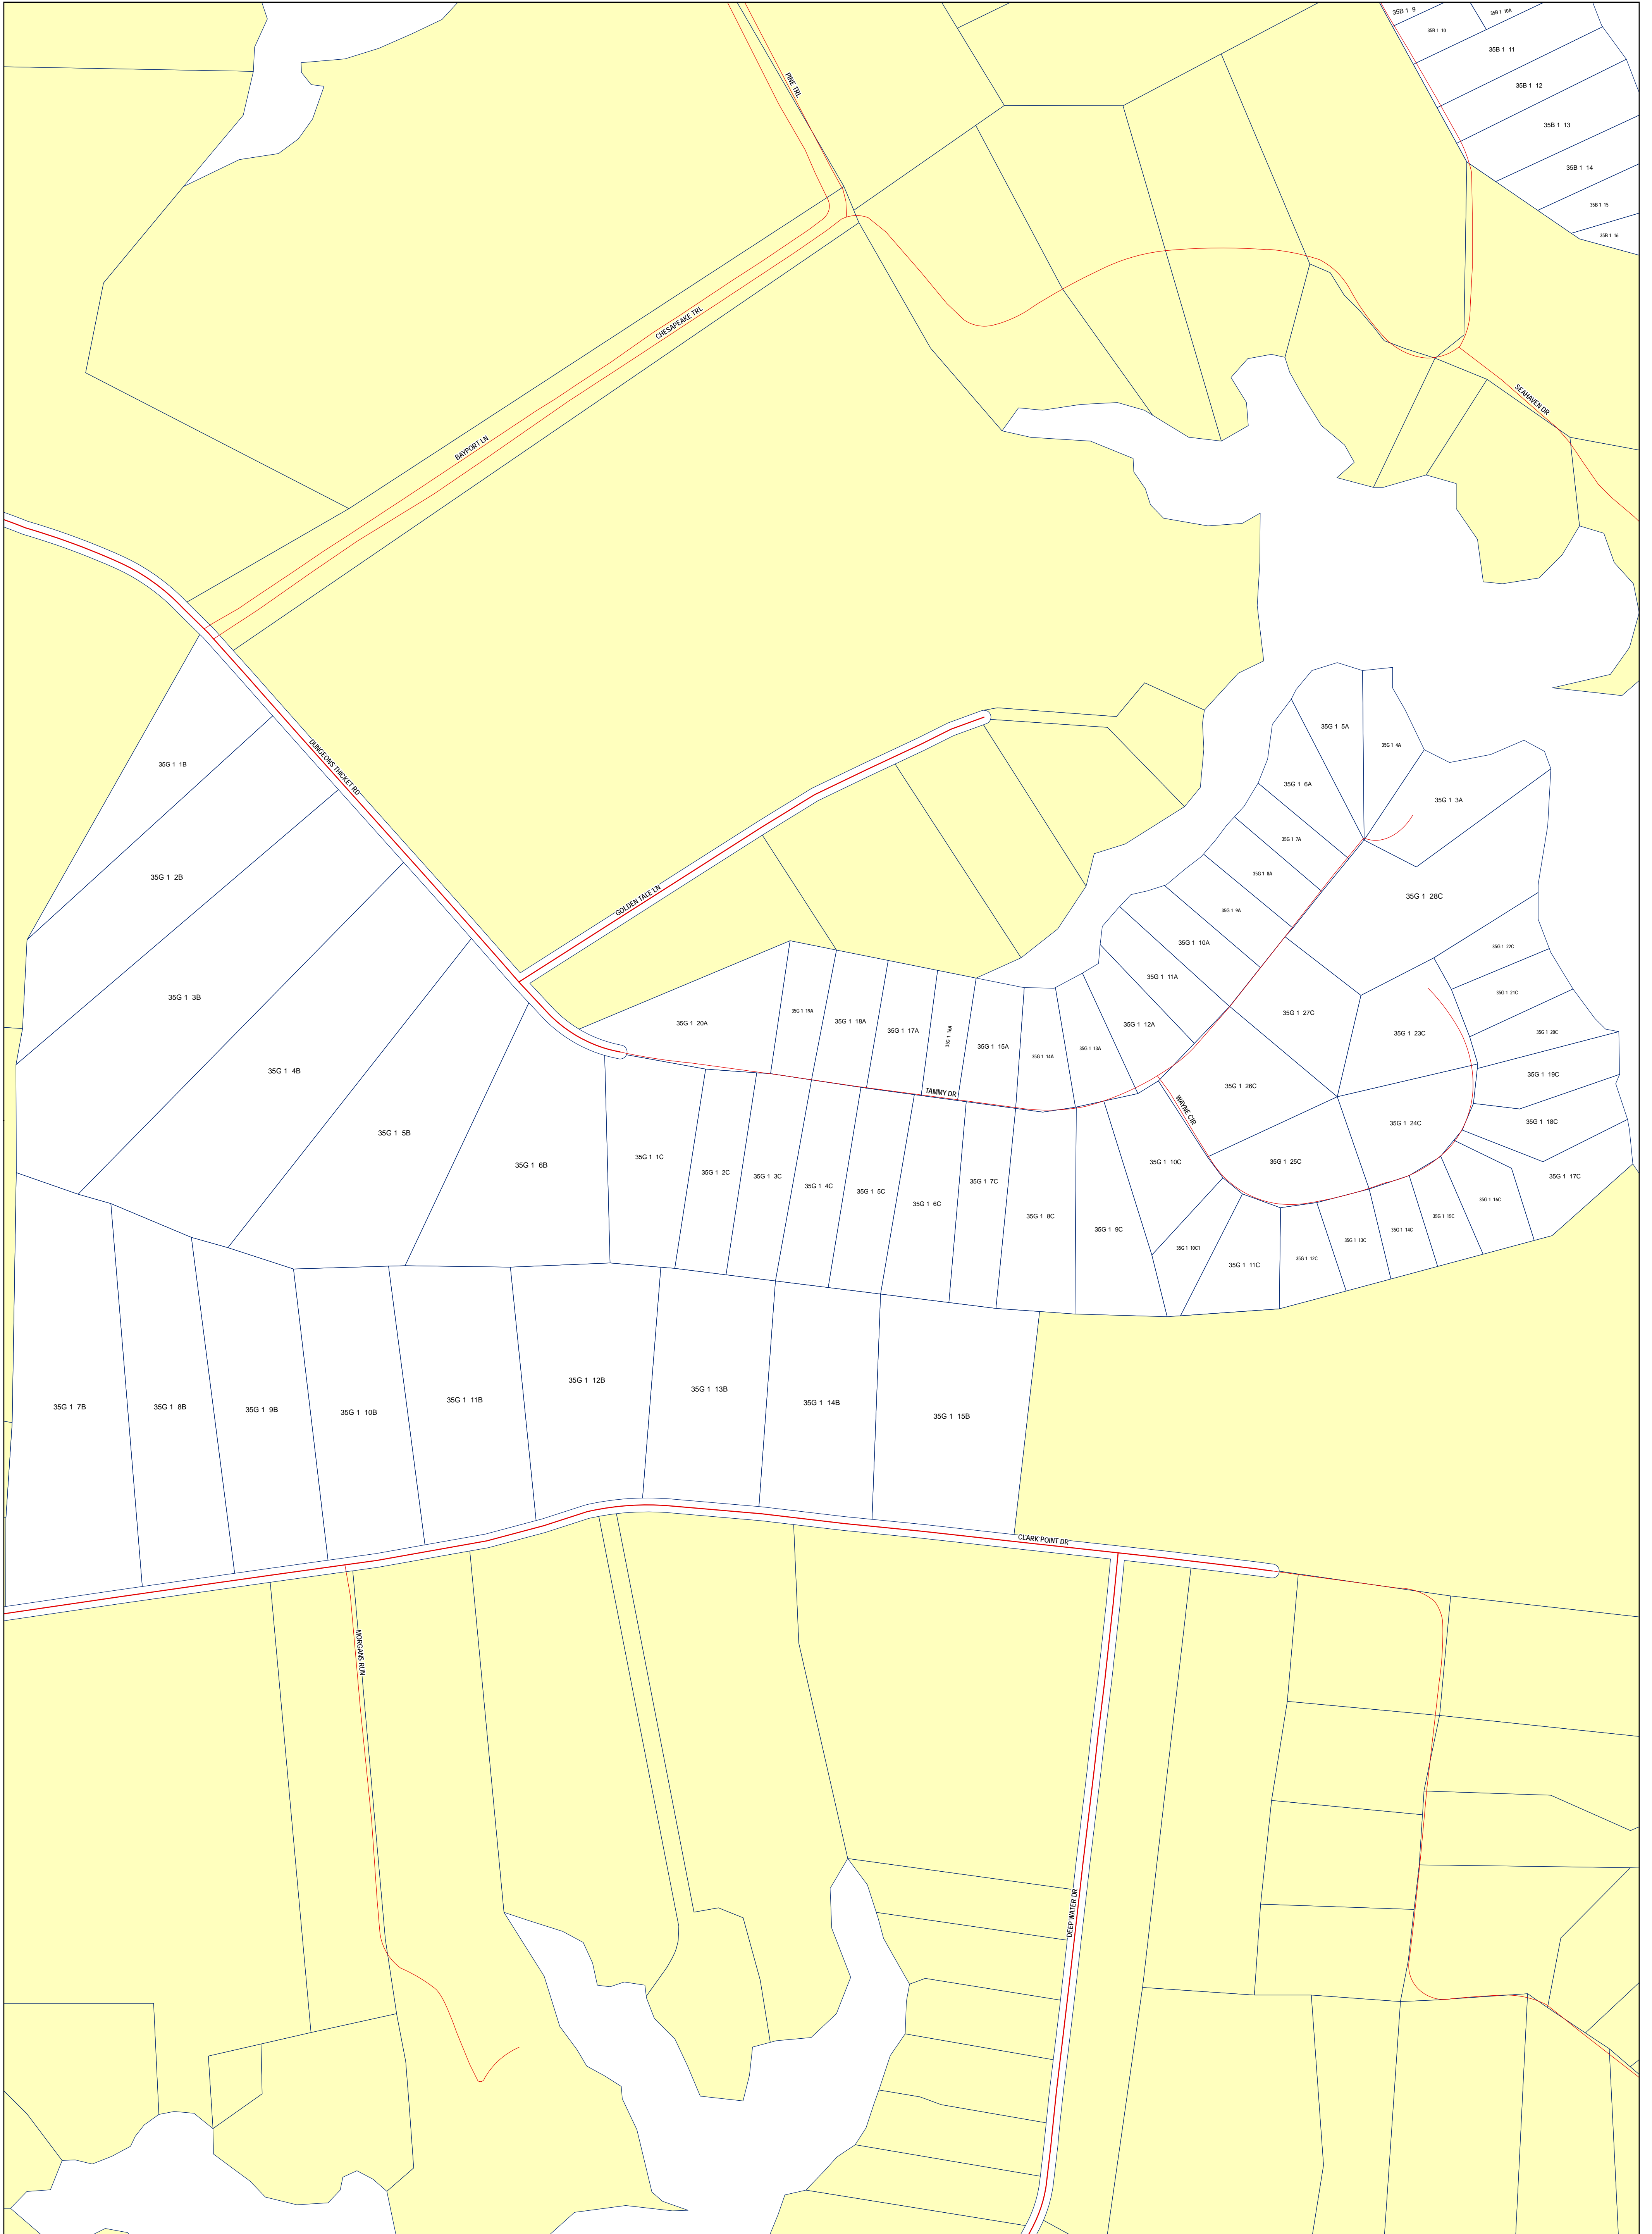 35B 1 9
35B 1 10A
35B 1 10
35B 1 11
35B 1 12
35B 1 13
35B 1 14
35B 1 15
35B 1 16
PINE TRL
CHESAPEAKE TRL
BAYPORT LN
SEAHAVEN DR
DUNGEONS THICKET RD
GOLDEN TALE LN
35G 1 1B
35G 1 2B
35G 1 3B
35G 1 4B
35G 1 5B
35G 1 6B
35G 1 5A
35G 1 4A
35G 1 6A
35G 1 3A
35G 1 7A
35G 1 8A
35G 1 28C
35G 1 9A
35G 1 10A
35G 1 22C
35G 1 11A
35G 1 21C
35G 1 27C
35G 1 20A
35G 1 19A
35G 1 18A
35G 1 17A
35G 1 16A
35G 1 15A
35G 1 14A
35G 1 13A
35G 1 12A
35G 1 23C
35G 1 20C
35G 1 19C
35G 1 26C
TAMMY DR
WAYNE CIR
35G 1 24C
35G 1 18C
35G 1 25C
35G 1 17C
35G 1 1C
35G 1 2C
35G 1 3C
35G 1 4C
35G 1 5C
35G 1 6C
35G 1 7C
35G 1 8C
35G 1 9C
35G 1 10C
35G 1 10C1
35G 1 11C
35G 1 12C
35G 1 13C
35G 1 14C
35G 1 15C
35G 1 16C
35G 1 7B
35G 1 8B
35G 1 9B
35G 1 10B
35G 1 11B
35G 1 12B
35G 1 13B
35G 1 14B
35G 1 15B
CLARK POINT DR
MORGANS RUN
DEEP WATER DR